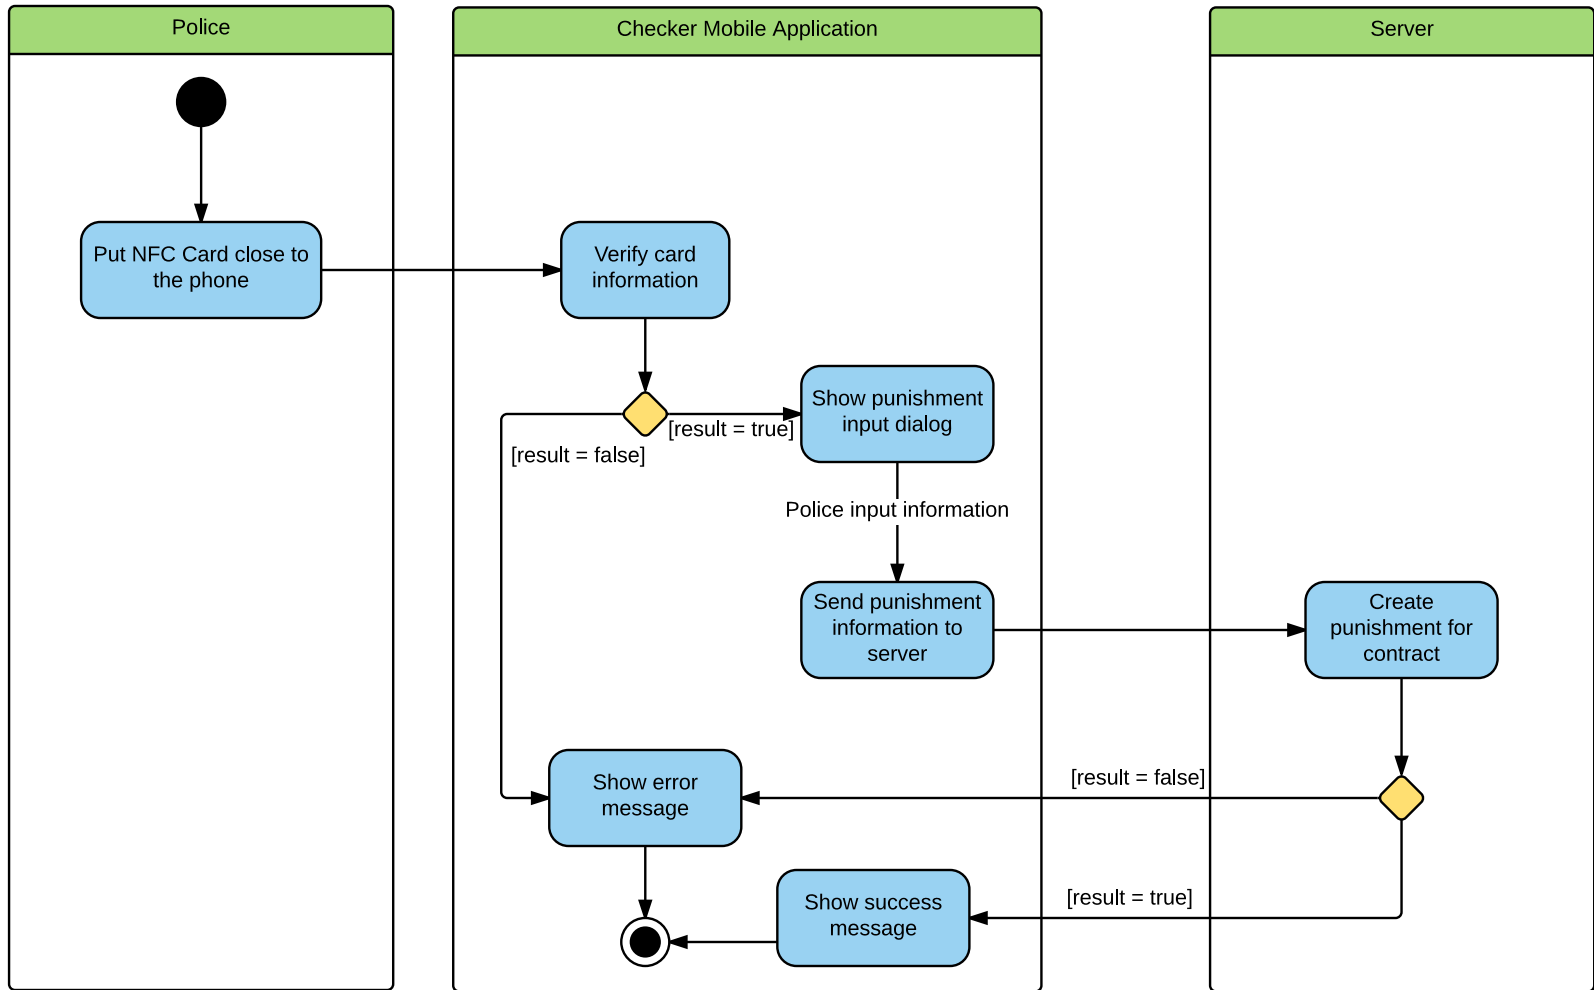 Police
Checker Mobile Application
Server
Put NFC Card close to
the phone
Verify card
information
Show punishment
input dialog
[result = true]
[result = false]
Police input information
Send punishment
information to
server
Create
punishment for
contract
Show error
message
[result = false]
Show success
message
[result = true]